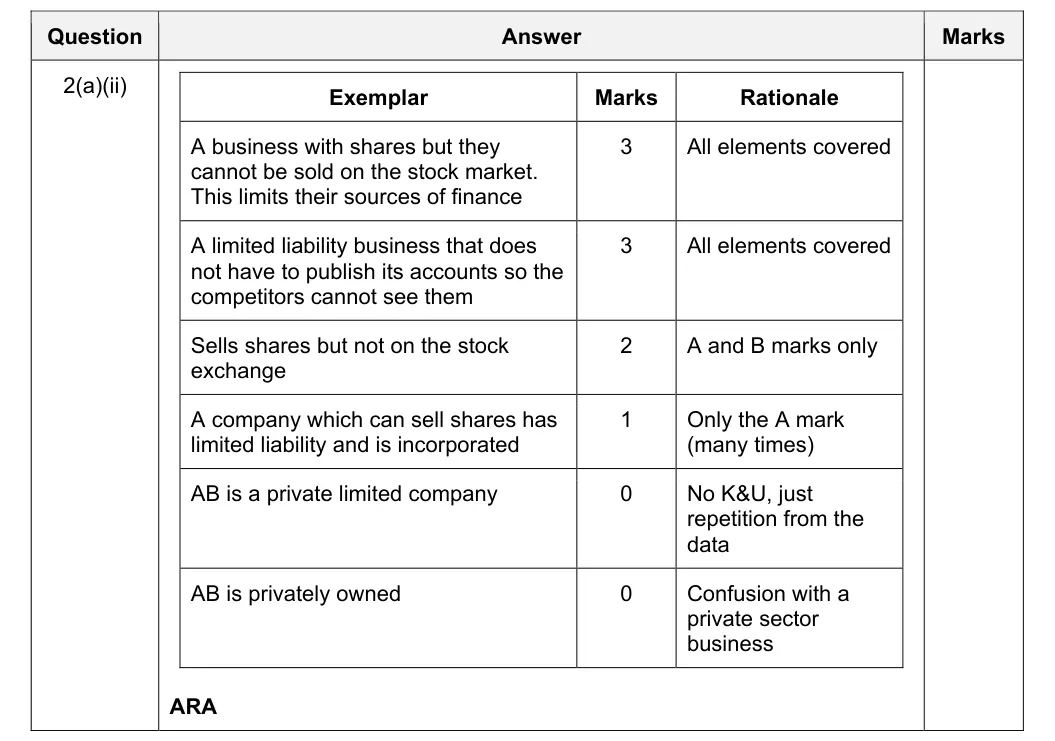 Question Answer Marks
2(a)(ii)
Exemplar Marks Rationale
A business with shares but they 3 All elements covered
cannot be sold on the stock market.
This limits their sources of finance
A limited liability business that does 3 All elements covered
not have to publish its accounts so the
competitors cannot see them
Sells shares but not on the stock 2 A and B marks only
exchange
A company which can sell shares has 1 Only the A mark
limited liability and is incorporated (many times)
AB is a private limited company 0 No K&U, just
repetition from the
data
AB is privately owned 0 Confusion with a
private sector
business
ARA